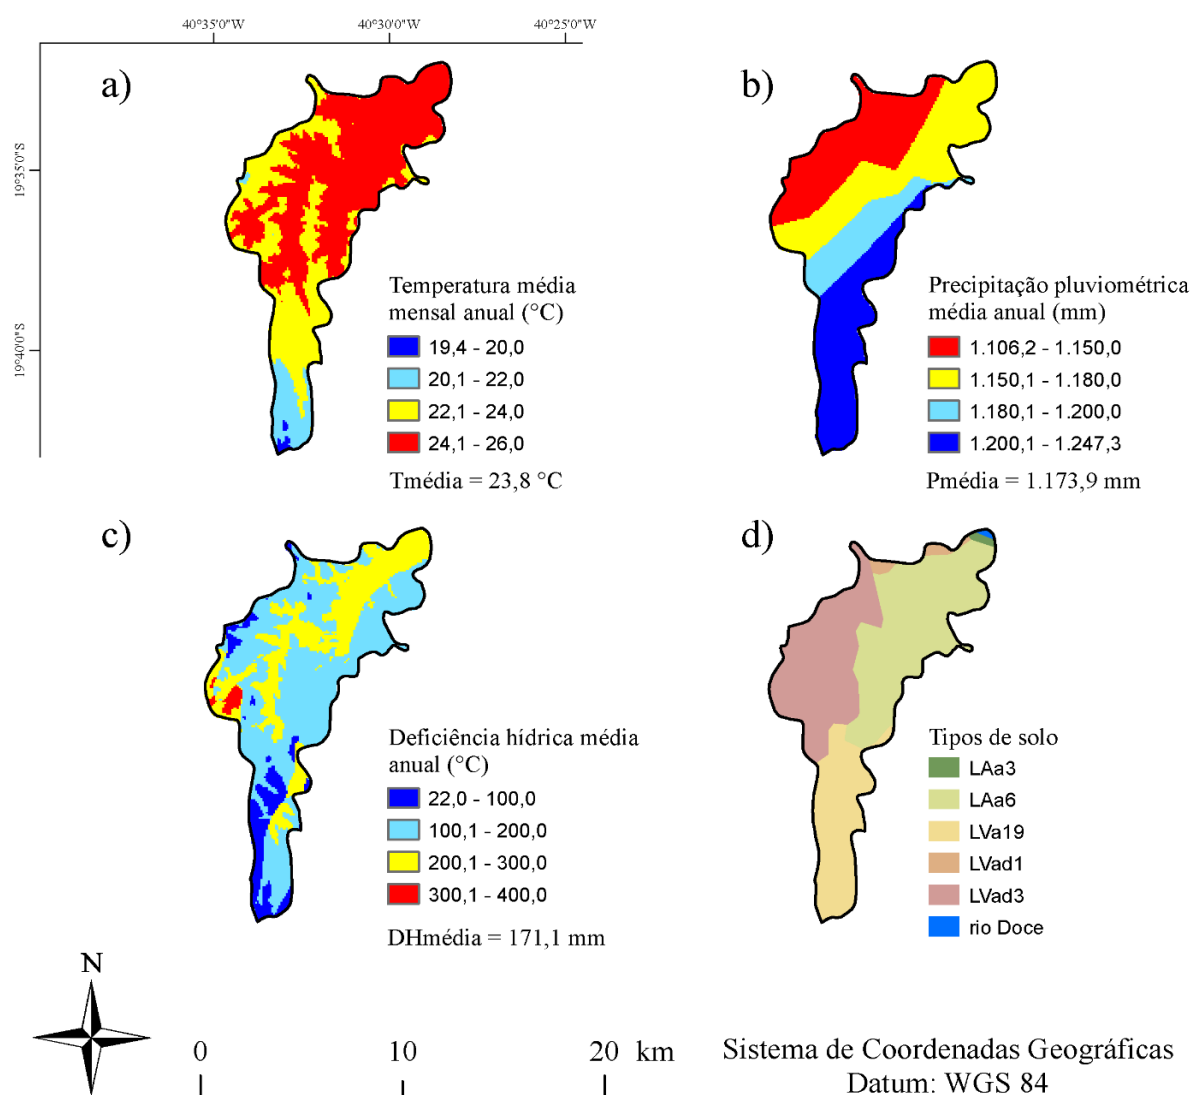 40°35'0"W
40°30'0"W
40°25'0"W
19°35'0"S
19°40'0"S
a)
Temperatura média
mensal anual (°C)
19,4 - 20,0
20,1 - 22,0
22,1 - 24,0
24,1 - 26,0
Tmédia = 23,8 °C
b)
Precipitação pluviométrica
média anual (mm)
1.106,2 - 1.150,0
1.150,1 - 1.180,0
1.180,1 - 1.200,0
1.200,1 - 1.247,3
Pmédia = 1.173,9 mm
c)
Deficiência hídrica média
anual (°C)
22,0 - 100,0
100,1 - 200,0
200,1 - 300,0
300,1 - 400,0
DHmédia = 171,1 mm
d)
Tipos de solo
LAa3
LAa6
LVa19
LVad1
LVad3
rio Doce
N
0 10 20 km
Sistema de Coordenadas Geográficas
Datum: WGS 84